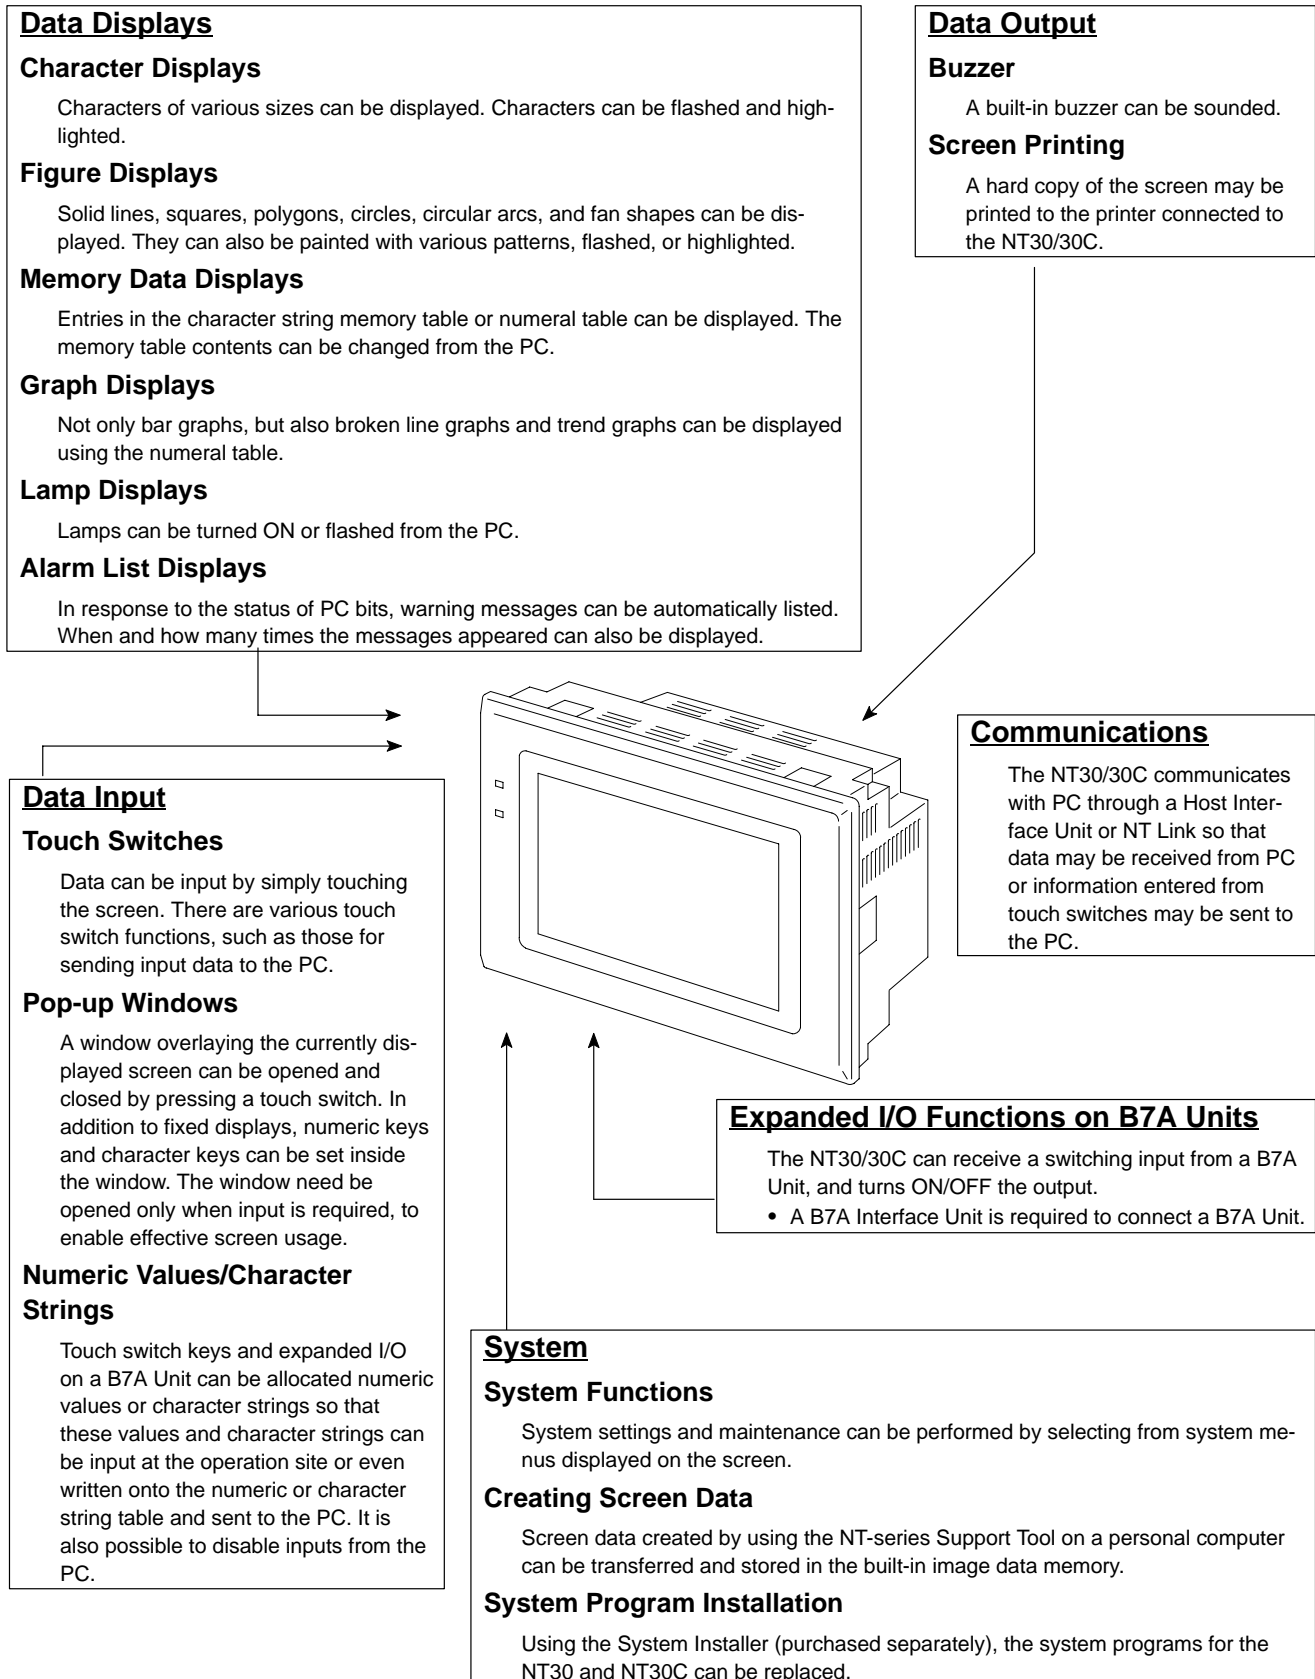 Data Displays
Character Displays
Characters of various sizes can be displayed. Characters can be flashed and high-
lighted.
Figure Displays
Solid lines, squares, polygons, circles, circular arcs, and fan shapes can be dis-
played. They can also be painted with various patterns, flashed, or highlighted.
Memory Data Displays
Entries in the character string memory table or numeral table can be displayed. The
memory table contents can be changed from the PC.
Graph Displays
Not only bar graphs, but also broken line graphs and trend graphs can be displayed
using the numeral table.
Lamp Displays
Lamps can be turned ON or flashed from the PC.
Alarm List Displays
In response to the status of PC bits, warning messages can be automatically listed.
When and how many times the messages appeared can also be displayed.
Data Output
Buzzer
A built-in buzzer can be sounded.
Screen Printing
A hard copy of the screen may be
printed to the printer connected to
the NT30/30C.
Communications
The NT30/30C communicates
with PC through a Host Inter-
face Unit or NT Link so that
data may be received from PC
or information entered from
touch switches may be sent to
the PC.
Data Input
Touch Switches
Data can be input by simply touching
the screen. There are various touch
switch functions, such as those for
sending input data to the PC.
Pop-up Windows
A window overlaying the currently dis-
played screen can be opened and
closed by pressing a touch switch. In
addition to fixed displays, numeric keys
and character keys can be set inside
the window. The window need be
opened only when input is required, to
enable effective screen usage.
Numeric Values/Character
Strings
Touch switch keys and expanded I/O
on a B7A Unit can be allocated numeric
values or character strings so that
these values and character strings can
be input at the operation site or even
written onto the numeric or character
string table and sent to the PC. It is
also possible to disable inputs from the
PC.
Expanded I/O Functions on B7A Units
The NT30/30C can receive a switching input from a B7A
Unit, and turns ON/OFF the output.
• A B7A Interface Unit is required to connect a B7A Unit.
System
System Functions
System settings and maintenance can be performed by selecting from system me-
nus displayed on the screen.
Creating Screen Data
Screen data created by using the NT-series Support Tool on a personal computer
can be transferred and stored in the built-in image data memory.
System Program Installation
Using the System Installer (purchased separately), the system programs for the
NT30 and NT30C can be replaced.